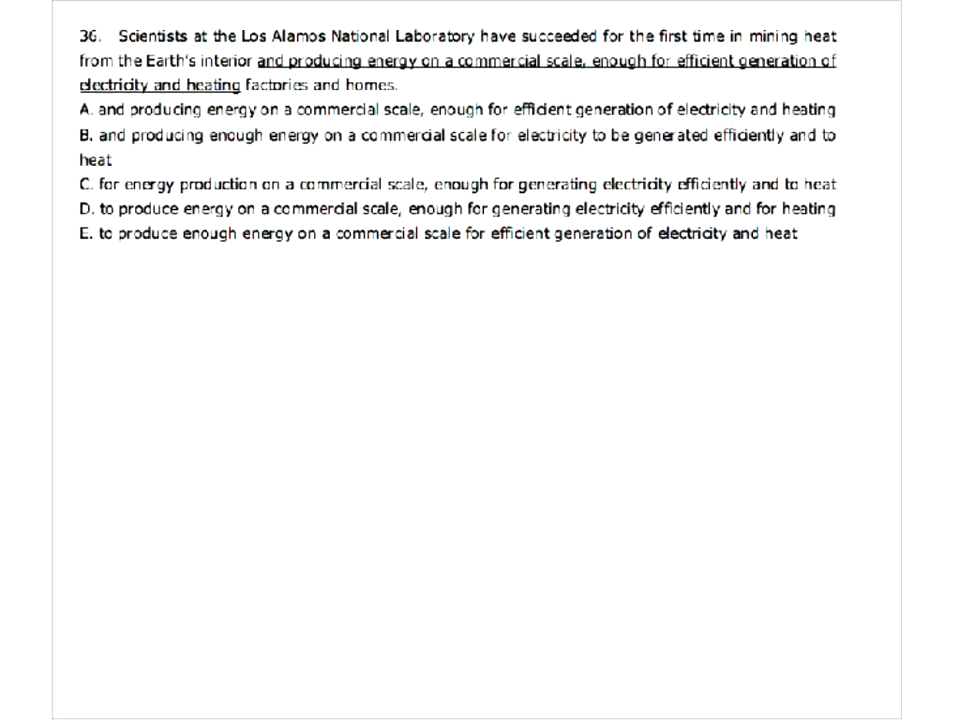 36. Scientists at the Los Alamos National Laboratory have succeeded for the first time in mining heat
from the Earth's interior and producing energy on a commercial scale, enough for efficient generation of
electricity and heating factories and homes.
A. and producing energy on a commercial scale, enough for efficient generation of electricity and heating
B. and producing enough energy on a commercial scale for electricity to be generated efficiently and to
heat
C. for energy production on a commercial scale, enough for generating electricity efficiently and to heat
D. to produce energy on a commercial scale, enough for generating electricity efficiently and for heating
E. to produce enough energy on a commercial scale for efficient generation of electricity and heat